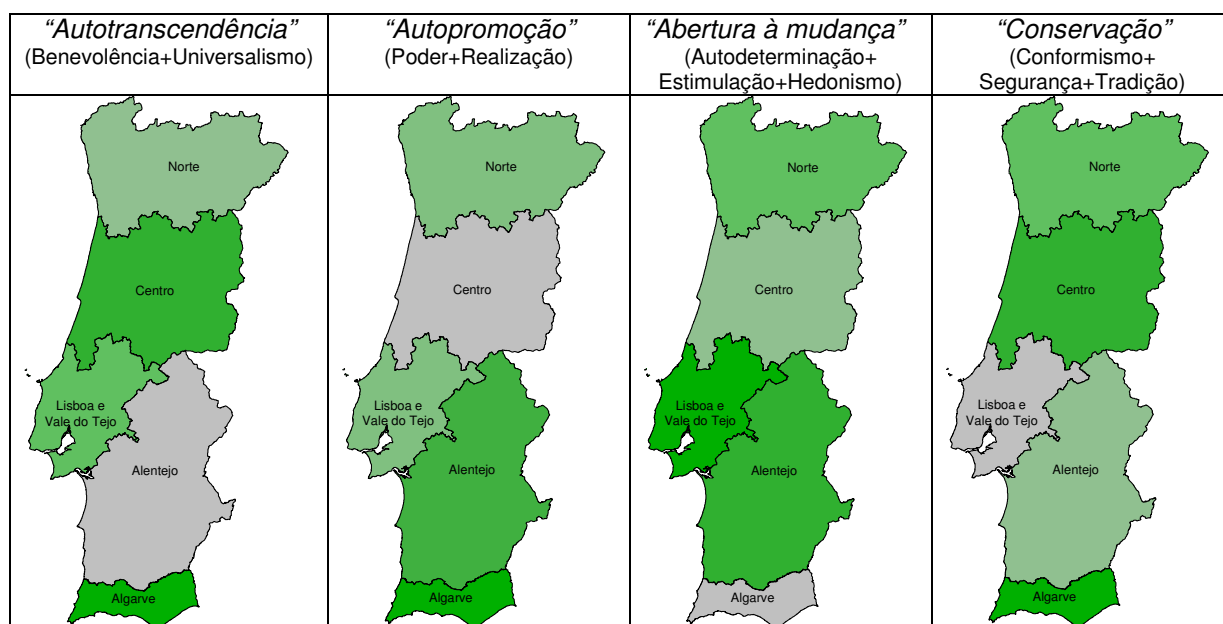 “Autotranscendência”
(Benevolência+Universalismo)
“Autopromoção”
(Poder+Realização)
“Abertura à mudança”
(Autodeterminação+
Estimulação+Hedonismo)
“Conservação”
(Conformismo+
Segurança+Tradição)
Norte
Centro
Lisboa e
Vale do Tejo
Alentejo
Algarve
Norte
Centro
Lisboa e
Vale do Tejo
Alentejo
Algarve
Norte
Centro
Lisboa e
Vale do Tejo
Alentejo
Algarve
Norte
Centro
Lisboa e
Vale do Tejo
Alentejo
Algarve